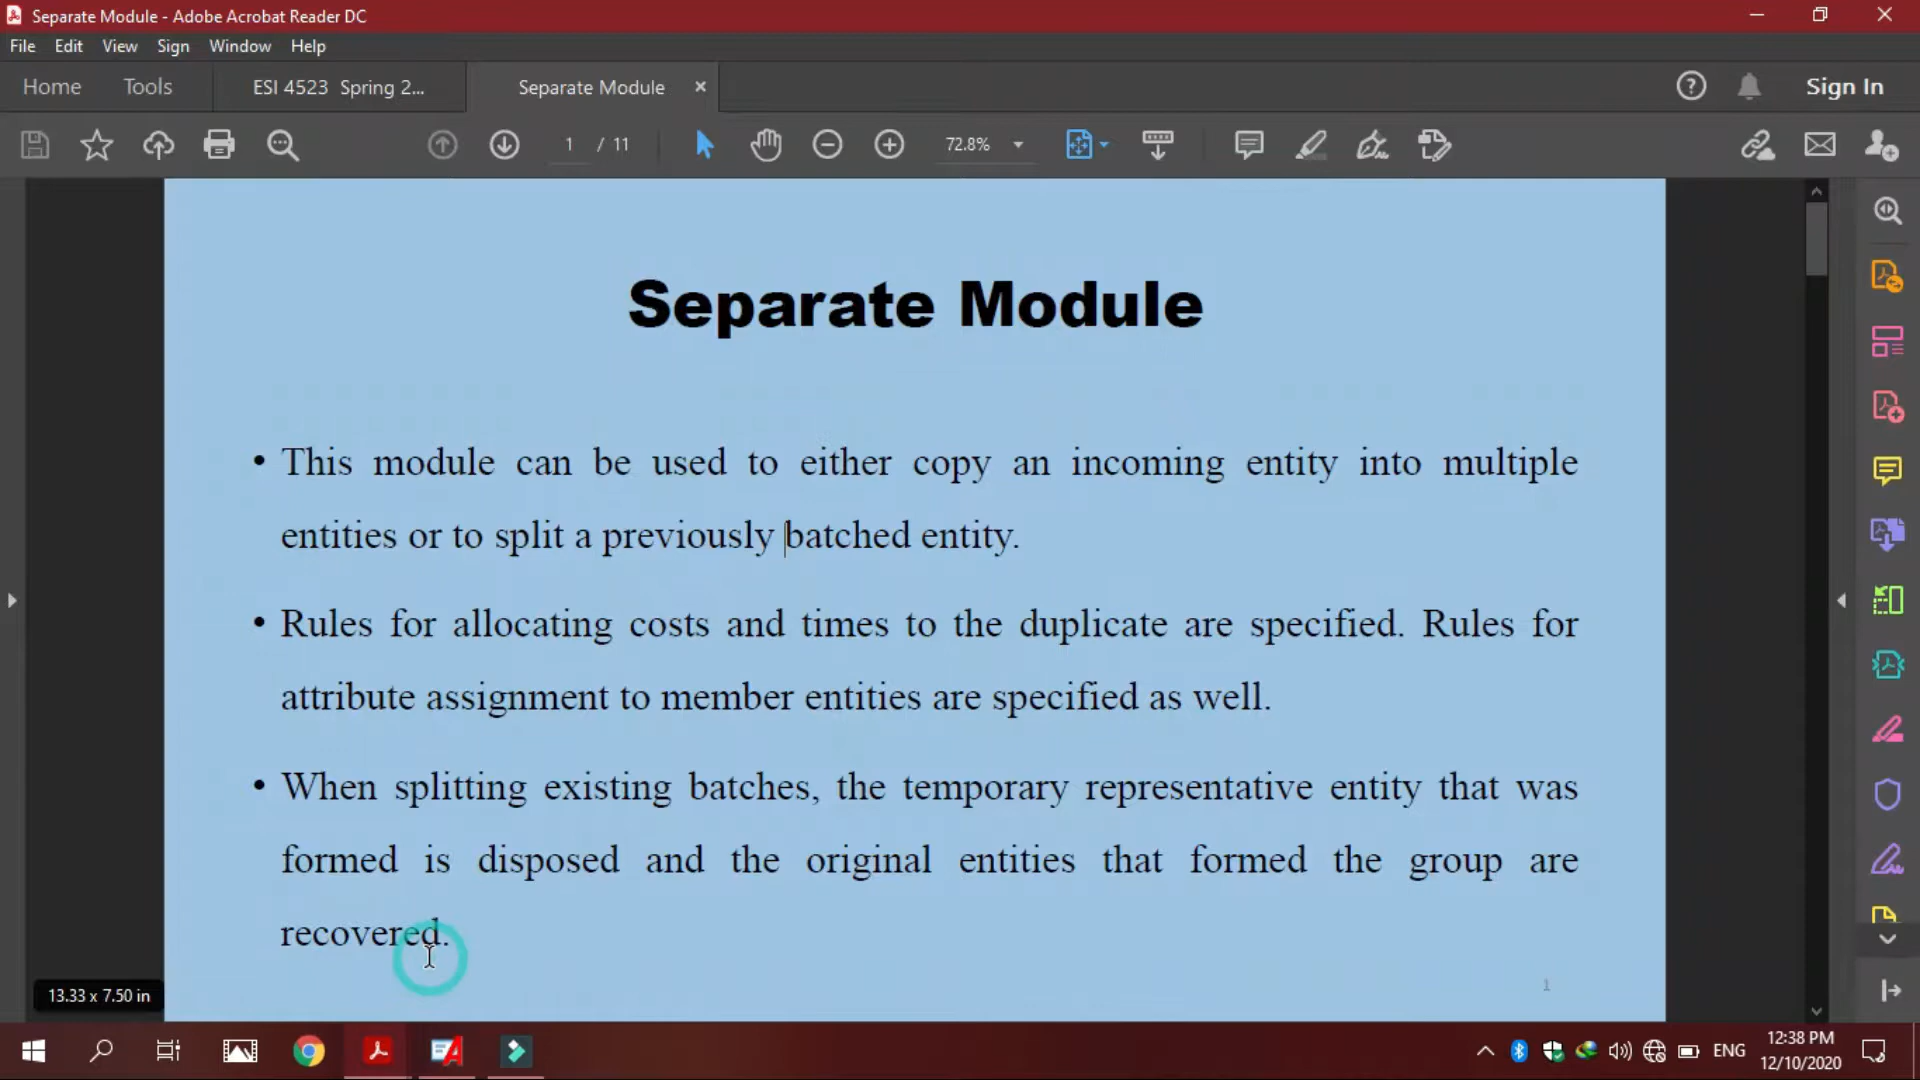 Separate Module - Adobe Acrobat Reader DC
File Edit View Sign Window Help
Home Tools ESI 4523 Spring 2... Separate Module × Sign In
1 / 11 72.8%
Separate Module
• This module can be used to either copy an incoming entity into multiple
entities or to split a previously batched entity.
• Rules for allocating costs and times to the duplicate are specified. Rules for
attribute assignment to member entities are specified as well.
• When splitting existing batches, the temporary representative entity that was
formed is disposed and the original entities that formed the group are
recovered.
13.33 x 7.50 in
1
ENG
12:38 PM
12/10/2020